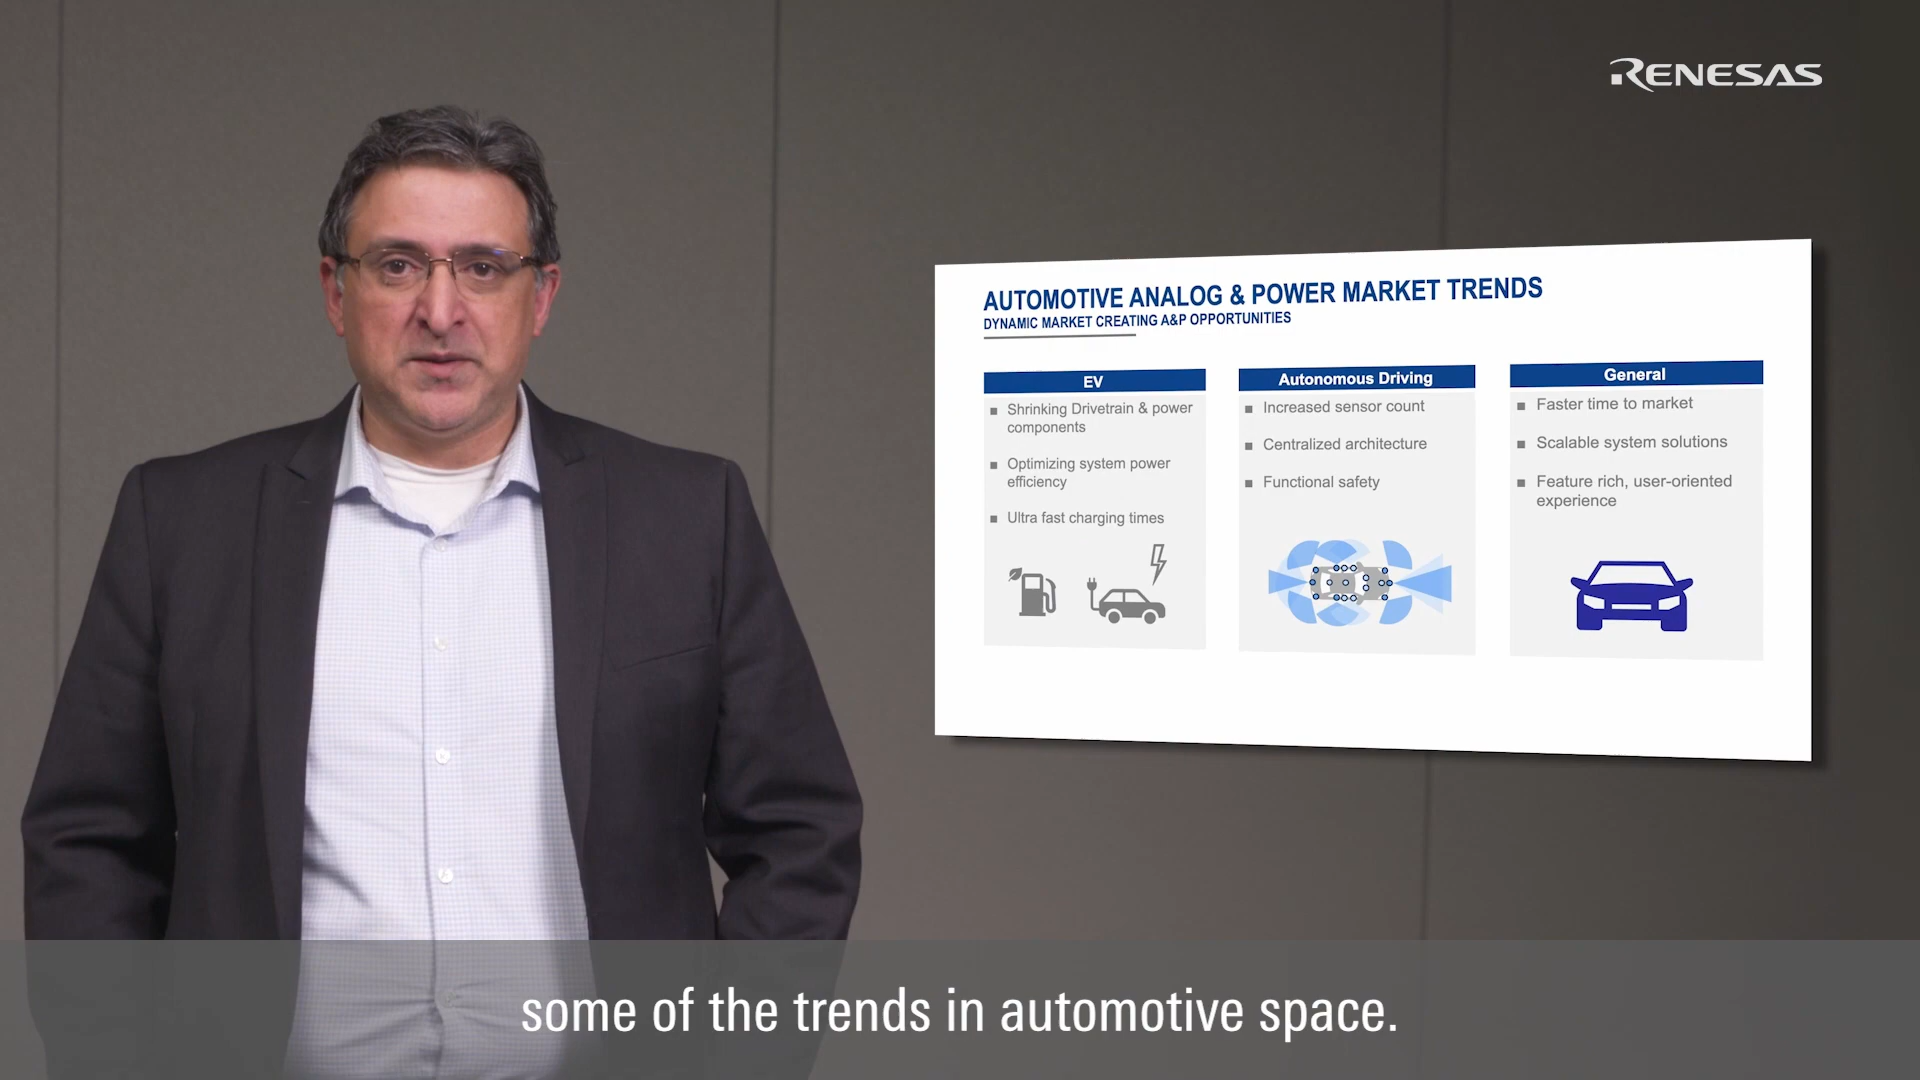 RENESAS
AUTOMOTIVE ANALOG & POWER MARKET TRENDS
DYNAMIC MARKET CREATING A&P OPPORTUNITIES
EV
Shrinking Drivetrain & power
components
Optimizing system power
efficiency
Ultra fast charging times
Autonomous Driving
Increased sensor count
Centralized architecture
Functional safety
General
Faster time to market
Scalable system solutions
Feature rich, user-oriented
experience
some of the trends in automotive space.